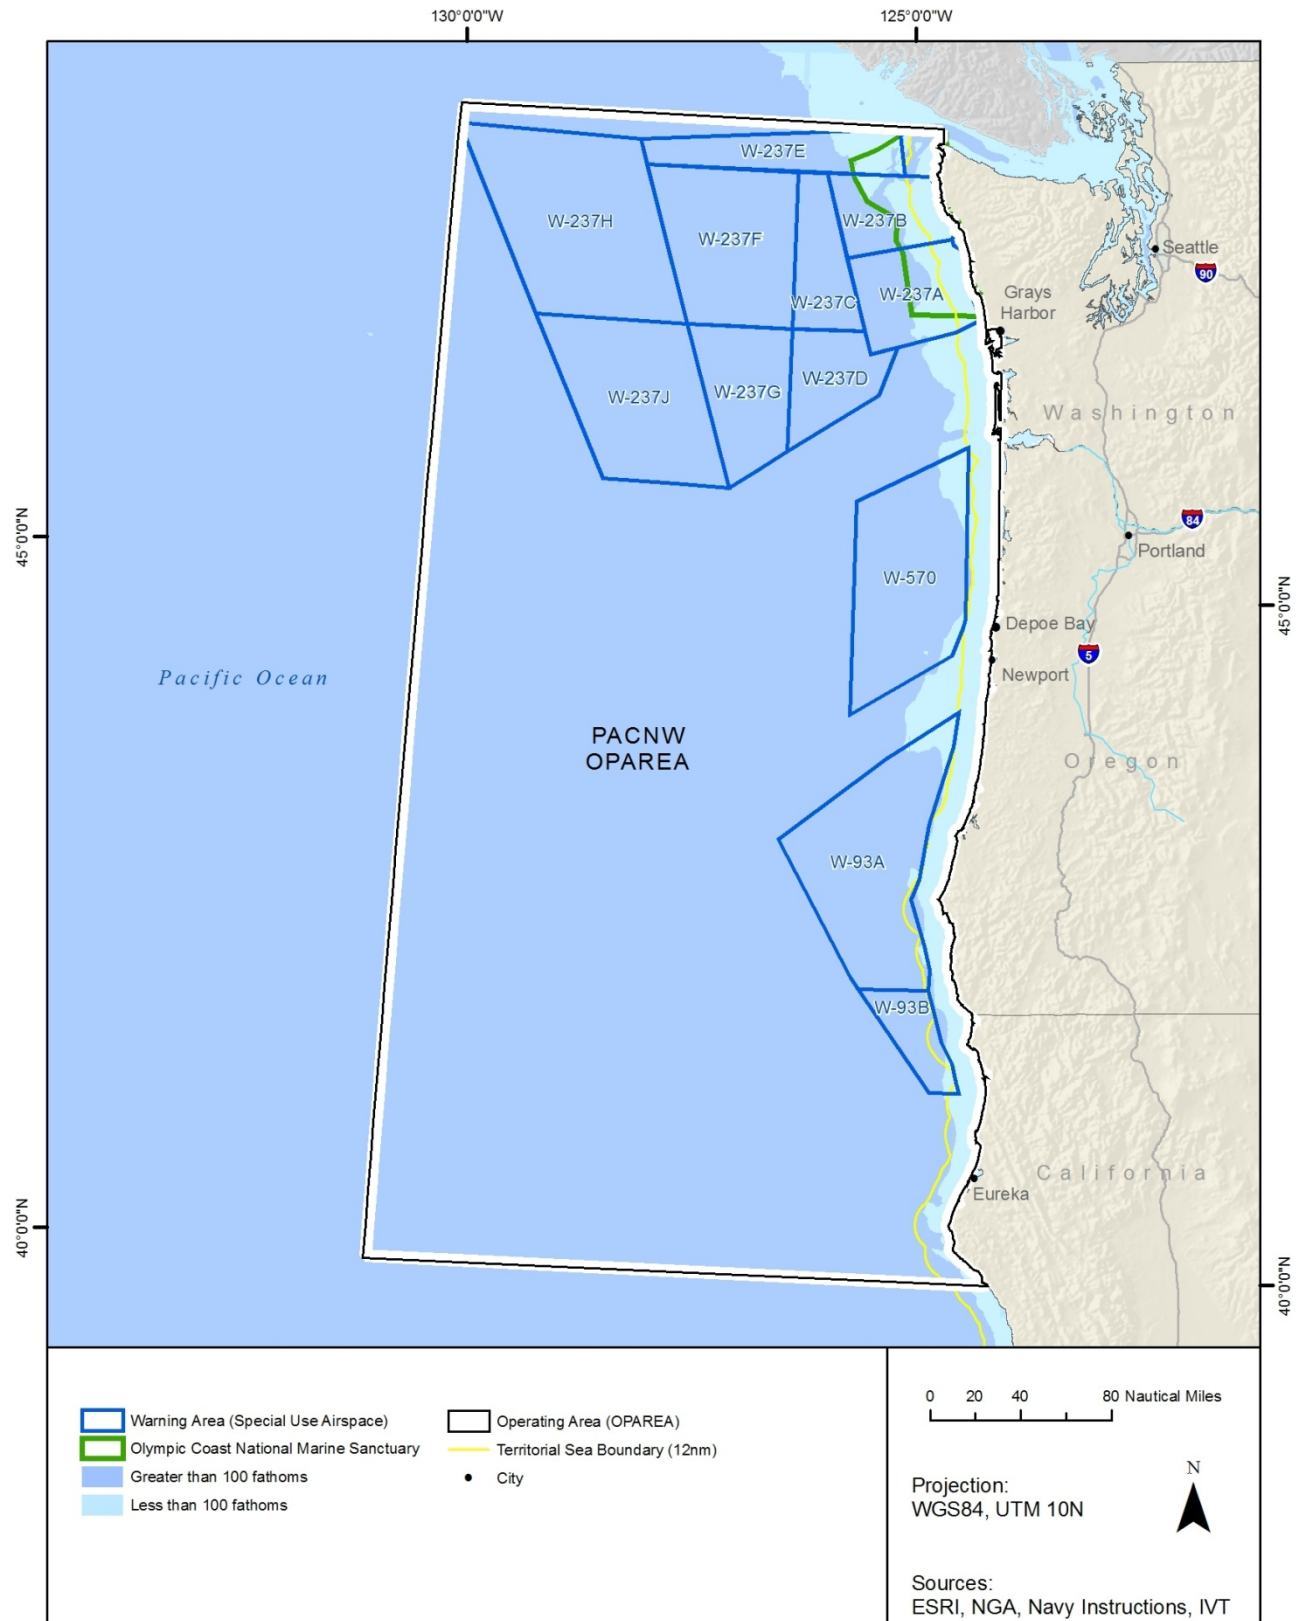 130°0'0"W
125°0'0"W
W-237E
W-237H
W-237F
W-237B
W-237C
W-237A
W-237J
W-237G
W-237D
Seattle
90
Grays
Harbor
Washington
45°0'0"N
84
Portland
W-570
45°0'0"N
Depoe Bay
5
Newport
Pacific Ocean
PACNW
OPAREA
Oregon
W-93A
W-93B
California
Eureka
40°0'0"N
40°0'0"N
Warning Area (Special Use Airspace)
Olympic Coast National Marine Sanctuary
Greater than 100 fathoms
Less than 100 fathoms
Operating Area (OPAREA)
Territorial Sea Boundary (12nm)
City
0 20 40 80 Nautical Miles
N
Projection:
WGS84, UTM 10N
Sources:
ESRI, NGA, Navy Instructions, IVT